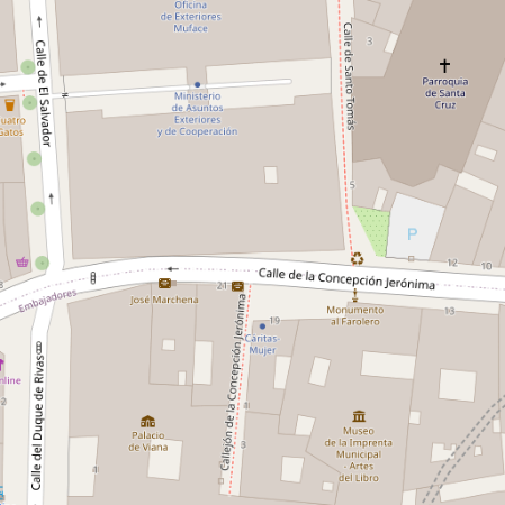 Oficina
de Exteriores
Muface
Calle de Santo Tomás
3
Parroquia
de Santa
Cruz
Calle de El Salvador
Ministerio
de Asuntos
Exteriores
y de Cooperación
uatro
Gatos
5
P
12
10
Calle de la Concepción Jerónima
Embajadores
José Marchena
21
19
Cáritas
Mujer
Monumento
al Farolero
13
Calle del Duque de Rivas
nline
Callejón de la Concepción Jerónima
Palacio
de Viana
3
Museo
de la Imprenta
Municipal
- Artes
del Libro